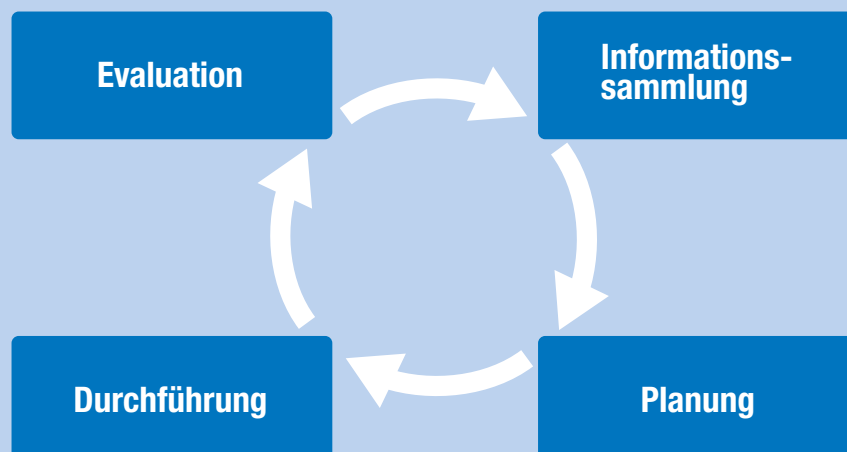 Evaluation
Informations-
sammlung
Durchführung
Planung